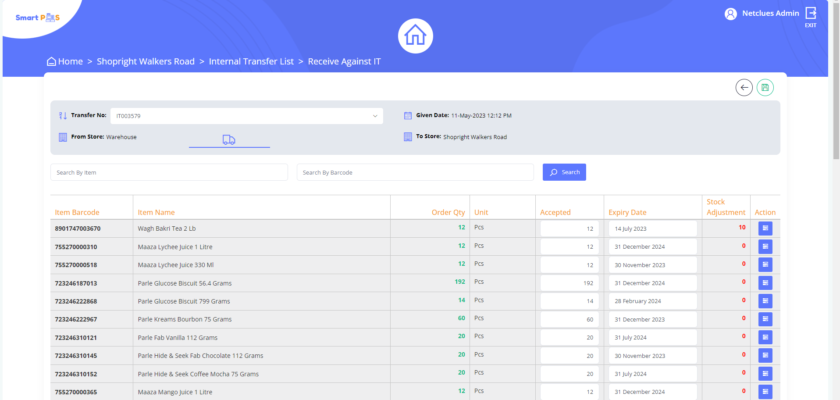 Smart POS
Netclues Admin
EXIT
Home > Shopright Walkers Road > Internal Transfer List > Receive Against IT
Transfer No: IT003579 Given Date: 11-May-2023 12:12 PM
From Store: Warehouse To Store: Shopright Walkers Road
Search By Item Search By Barcode Search
Item Barcode Item Name Order Qty Unit Accepted Expiry Date Stock Adjustment Action
8901747003670 Wagh Bakri Tea 2 Lb 12 Pcs 12 14 July 2023 10
755270000310 Maaza Lychee Juice 1 Litre 12 Pcs 12 31 December 2024 0
755270000518 Maaza Lychee Juice 330 Ml 12 Pcs 12 30 November 2023 0
723246187013 Parle Glucose Biscuit 56.4 Grams 192 Pcs 192 31 December 2024 0
723246222868 Parle Glucose Biscuit 799 Grams 14 Pcs 14 28 February 2024 0
723246222967 Parle Kreams Bourbon 75 Grams 60 Pcs 60 31 December 2023 0
723246310121 Parle Fab Vanilla 112 Grams 20 Pcs 20 31 July 2024 0
723246310145 Parle Hide & Seek Fab Chocolate 112 Grams 20 Pcs 20 30 November 2023 0
723246310152 Parle Hide & Seek Coffee Mocha 75 Grams 20 Pcs 20 31 July 2024 0
755270000365 Maaza Mango Juice 1 Litre 12 Pcs 12 31 December 2024 0